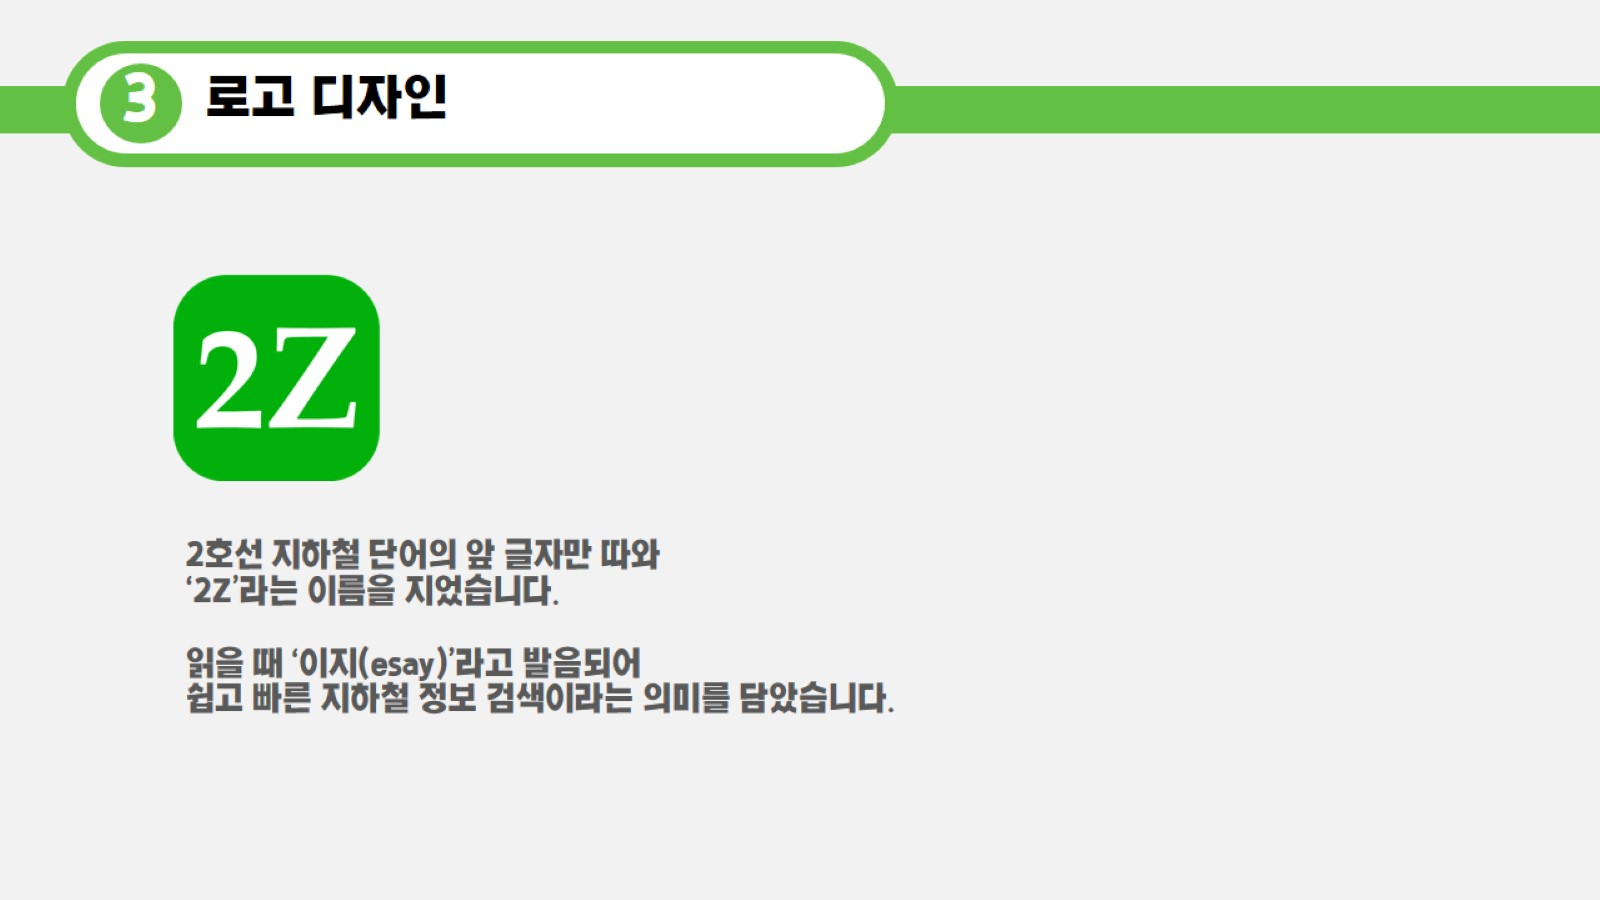 3 로고 디자인
2Z
2호선 지하철 단어의 앞 글자만 따와
‘2Z’라는 이름을 지었습니다.
읽을 때 ‘이지(esay)’라고 발음되어
쉽고 빠른 지하철 정보 검색이라는 의미를 담았습니다.